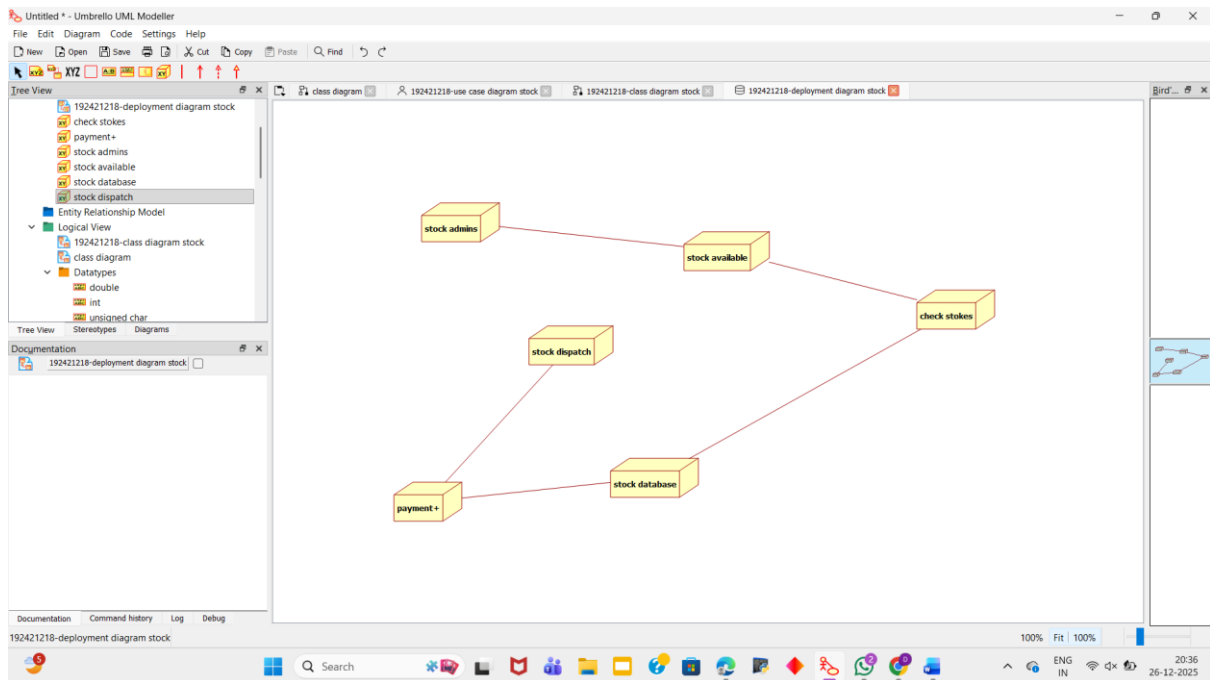 Untitled * - Umbrello UML Modeller
File Edit Diagram Code Settings Help
New Open Save Cut Copy Paste Find
XYZ
Tree View
class diagram 192421218-use case diagram stock 192421218-class diagram stock 192421218-deployment diagram stock
Bird'...
192421218-deployment diagram stock
check stokes
payment+
stock admins
stock available
stock database
stock dispatch
Entity Relationship Model
Logical View
192421218-class diagram stock
class diagram
Datatypes
double
int
unsigned char
Tree View Stereotypes Diagrams
Documentation
192421218-deployment diagram stock
stock admins
stock available
check stokes
stock dispatch
stock database
payment+
Documentation Command history Log Debug
192421218-deployment diagram stock
100% Fit 100%
5
Search
ENG
IN
20:36
26-12-2025